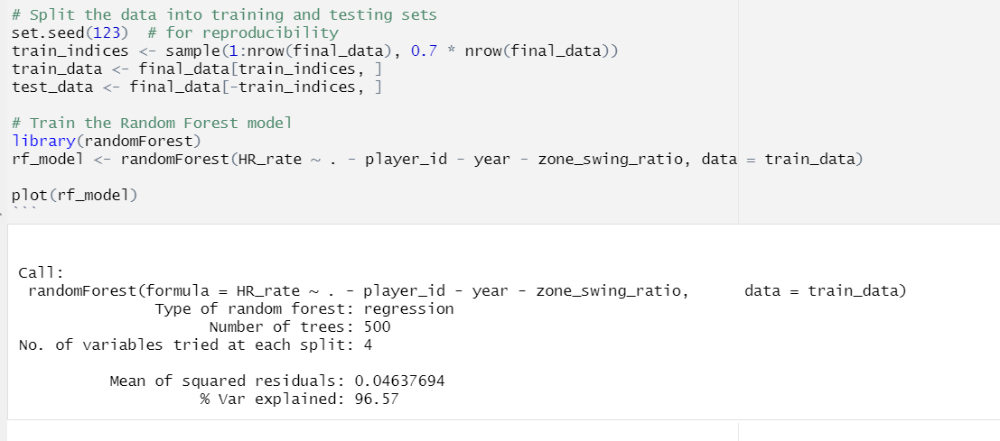 # Split the data into training and testing sets
set.seed(123)  # for reproducibility
train_indices <- sample(1:nrow(final_data), 0.7 * nrow(final_data))
train_data <- final_data[train_indices, ]
test_data <- final_data[-train_indices, ]
# Train the Random Forest model
library(randomForest)
rf_model <- randomForest(HR_rate ~ . - player_id - year - zone_swing_ratio, data = train_data)
plot(rf_model)
```
Call:
 randomForest(formula = HR_rate ~ . - player_id - year - zone_swing_ratio,      data = train_data)
               Type of random forest: regression
                     Number of trees: 500
No. of variables tried at each split: 4
          Mean of squared residuals: 0.04637694
                    % Var explained: 96.57